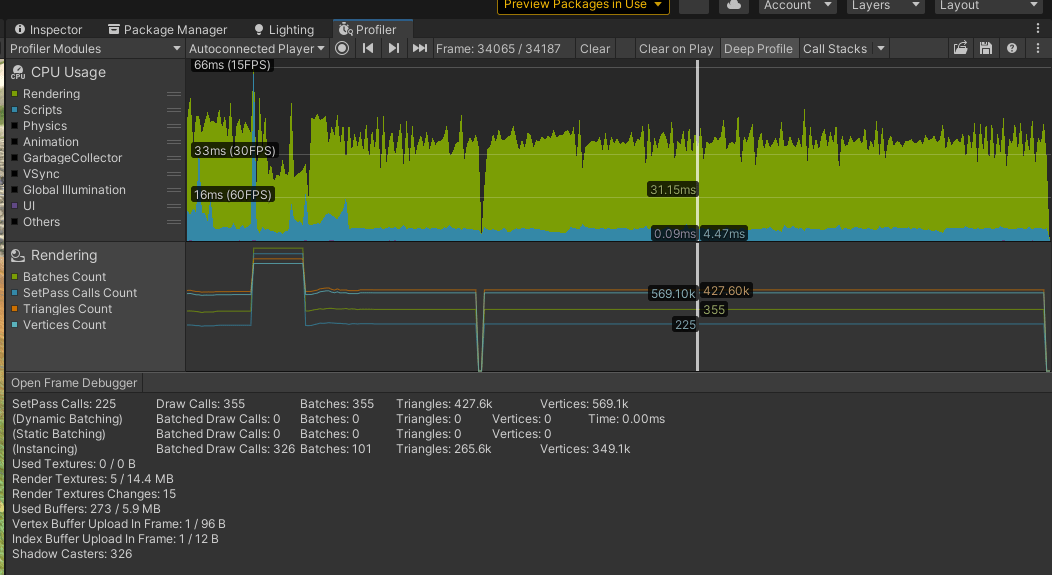 Preview Packages in Use
Account
Layers
Layout
Inspector
Package Manager
Lighting
Profiler
Profiler Modules
Autoconnected Player
Frame: 34065 / 34187
Clear
Clear on Play
Deep Profile
Call Stacks
CPU
CPU Usage
Rendering
Scripts
Physics
Animation
GarbageCollector
VSync
Global Illumination
UI
Others
66ms (15FPS)
33ms (30FPS)
16ms (60FPS)
31.15ms
0.09ms
4.47ms
Rendering
Batches Count
SetPass Calls Count
Triangles Count
Vertices Count
569.10k
427.60k
355
225
Open Frame Debugger
SetPass Calls: 225 Draw Calls: 355 Batches: 355 Triangles: 427.6k Vertices: 569.1k
(Dynamic Batching) Batched Draw Calls: 0 Batches: 0 Triangles: 0 Vertices: 0 Time: 0.00ms
(Static Batching) Batched Draw Calls: 0 Batches: 0 Triangles: 0 Vertices: 0
(Instancing) Batched Draw Calls: 326 Batches: 101 Triangles: 265.6k Vertices: 349.1k
Used Textures: 0 / 0 B
Render Textures: 5 / 14.4 MB
Render Textures Changes: 15
Used Buffers: 273 / 5.9 MB
Vertex Buffer Upload In Frame: 1 / 96 B
Index Buffer Upload In Frame: 1 / 12 B
Shadow Casters: 326